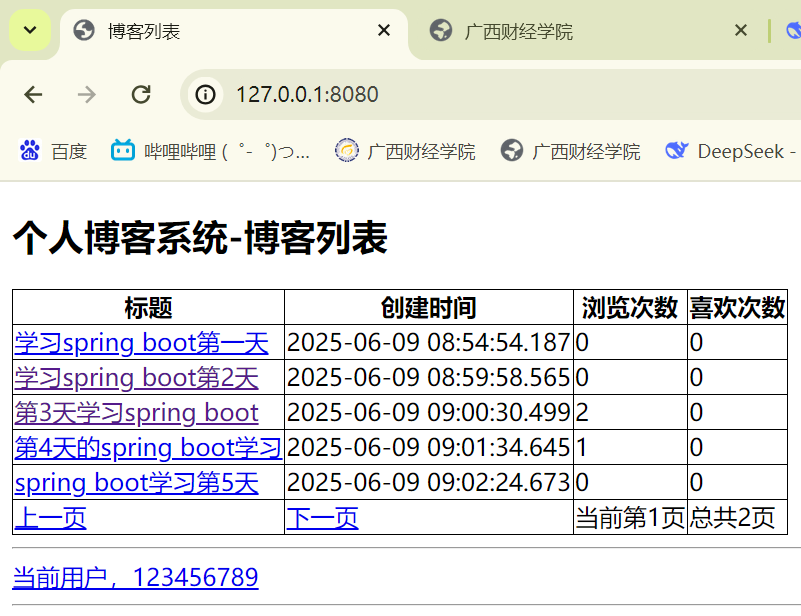 博客列表 广西财经学院
127.0.0.1:8080
百度 哔哩哔哩 (゜-゜)つ... 广西财经学院 广西财经学院 DeepSeek -
个人博客系统-博客列表
标题 创建时间 浏览次数 喜欢次数
学习spring boot第一天 2025-06-09 08:54:54.187 0 0
学习spring boot第2天 2025-06-09 08:59:58.565 0 0
第3天学习spring boot 2025-06-09 09:00:30.499 2 0
第4天的spring boot学习 2025-06-09 09:01:34.645 1 0
spring boot学习第5天 2025-06-09 09:02:24.673 0 0
上一页 下一页 当前第1页 总共2页
当前用户，123456789